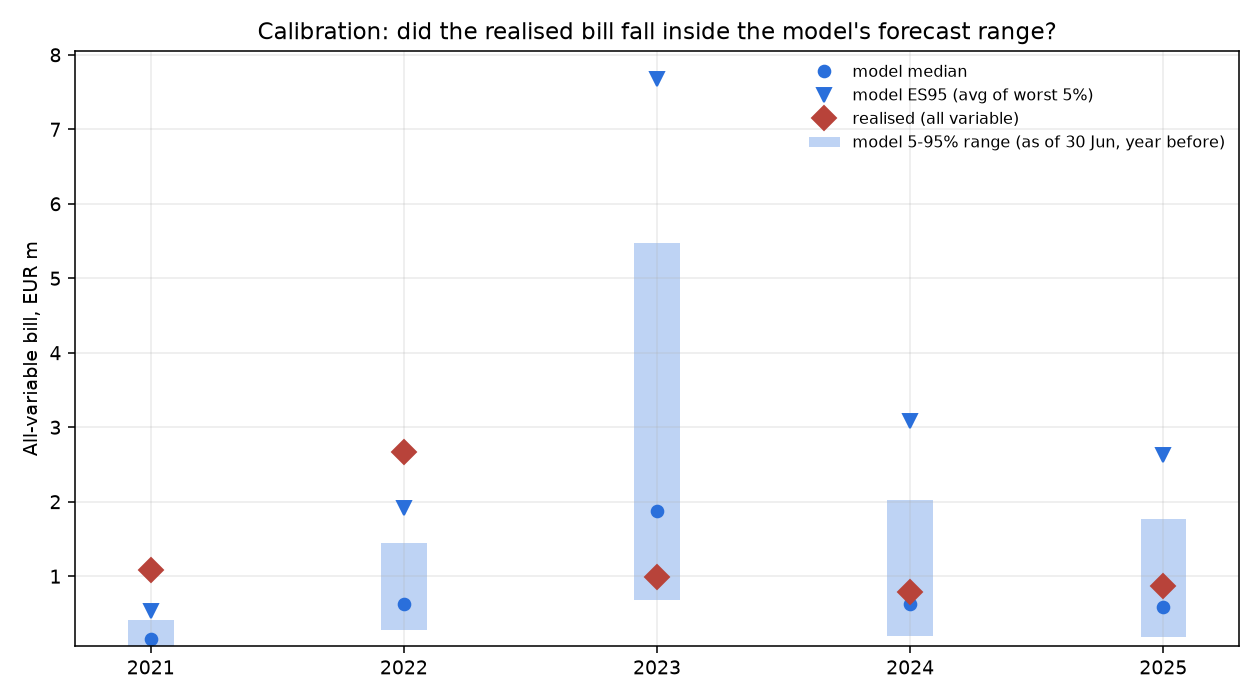 Calibration: did the realised bill fall inside the model's forecast range?
model median
model ES95 (avg of worst 5%)
realised (all variable)
model 5-95% range (as of 30 Jun, year before)
All-variable bill, EUR m
8
7
6
5
4
3
2
1
2021
2022
2023
2024
2025